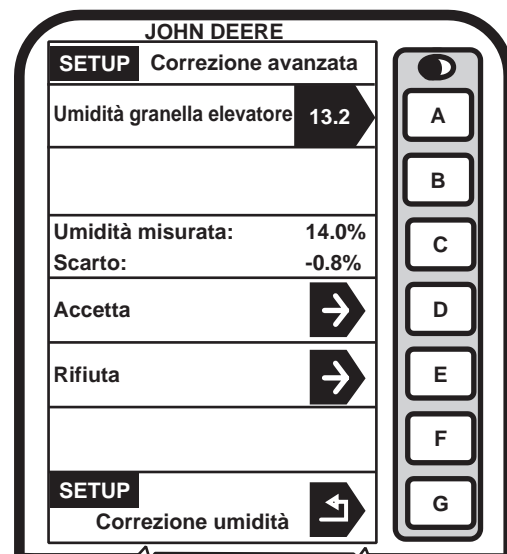 JOHN DEERE
SETUP Correzione avanzata
Umidità granella elevatore 13.2
Umidità misurata: 14.0%
Scarto: -0.8%
Accetta
Rifiuta
SETUP
Correzione umidità
A
B
C
D
E
F
G